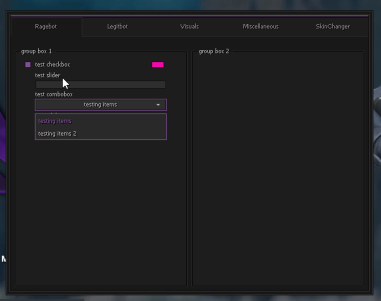 Ragebot Legitbot Visuals Miscellaneous SkinChanger
group box 1
group box 2
test checkbox
test slider
test combobox
testing items
testing items
testing items 2
M